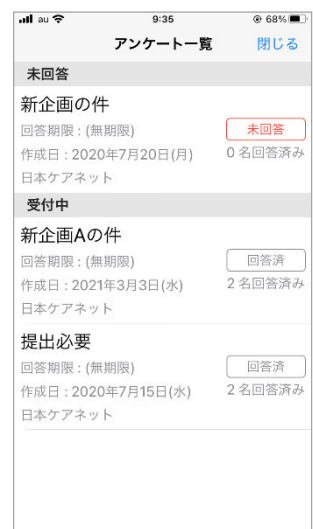 au 9:35 68%
アンケート一覧 閉じる
未回答
新企画の件
回答期限 : (無期限) 未回答
作成日 : 2020年7月20日(月) 0名回答済み
日本ケアネット
受付中
新企画Aの件
回答期限 : (無期限) 回答済
作成日 : 2021年3月3日(水) 2名回答済み
日本ケアネット
提出必要
回答期限 : (無期限) 回答済
作成日 : 2020年7月15日(水) 2名回答済み
日本ケアネット